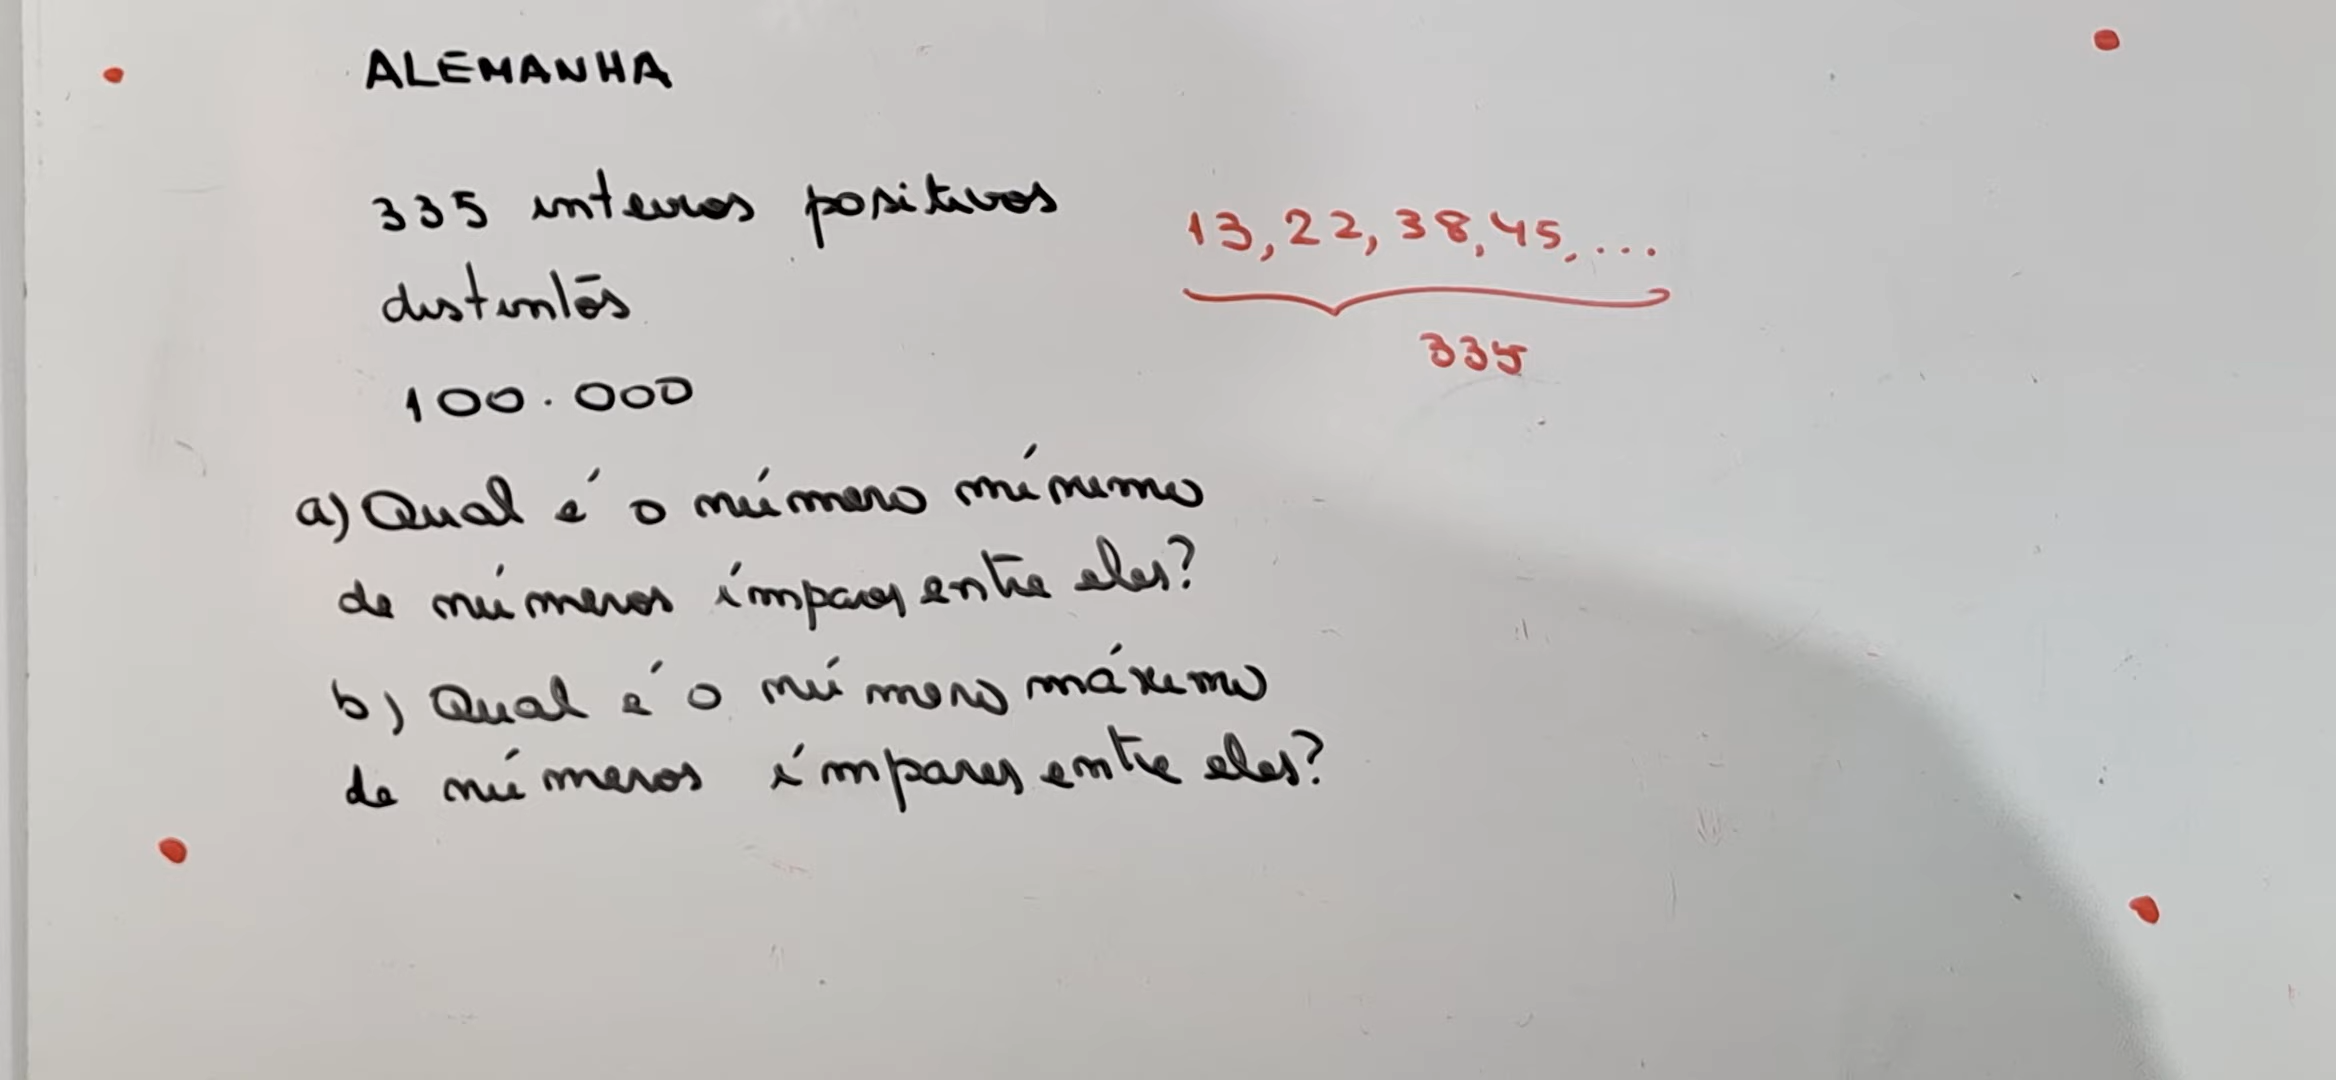 ALEMANHA
335 inteiros positivos
distintos
13, 22, 38, 45, ...
335
100.000
a) Qual é o número mínimo
de números ímpares entre eles?
b) Qual é o número máximo
de números ímpares entre eles?